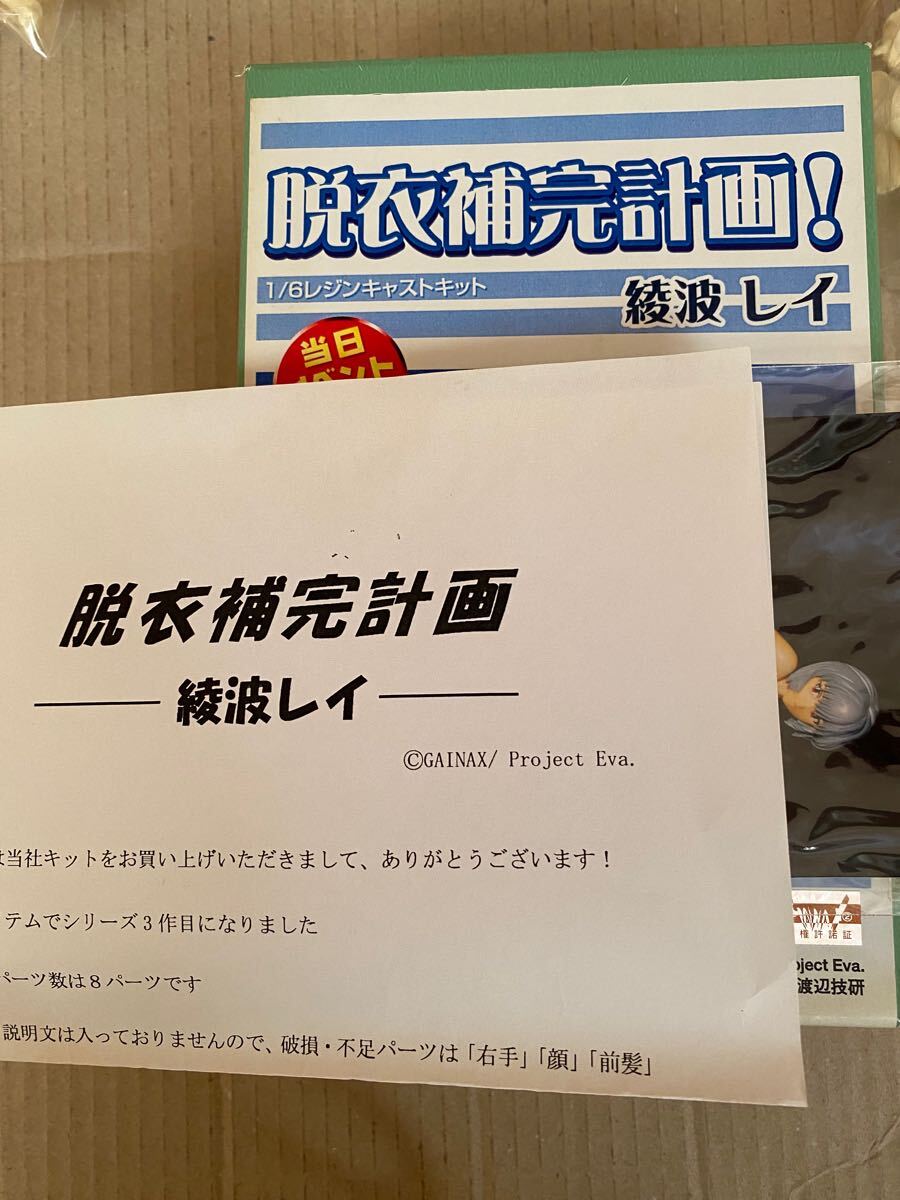 脱衣補完計画!
1/6レジンキャストキット
綾波 レイ
当日
ベント
脱衣補完計画
綾波レイ
©GAINAX/ Project Eva.
は当社キットをお買い上げいただきまして、ありがとうございます!
テムでシリーズ3作目になりました
パーツ数は8パーツです
説明文は入っておりませんので、破損・不足パーツは「右手」「顔」「前髪」
権許諾証
oject Eva.
渡辺技研